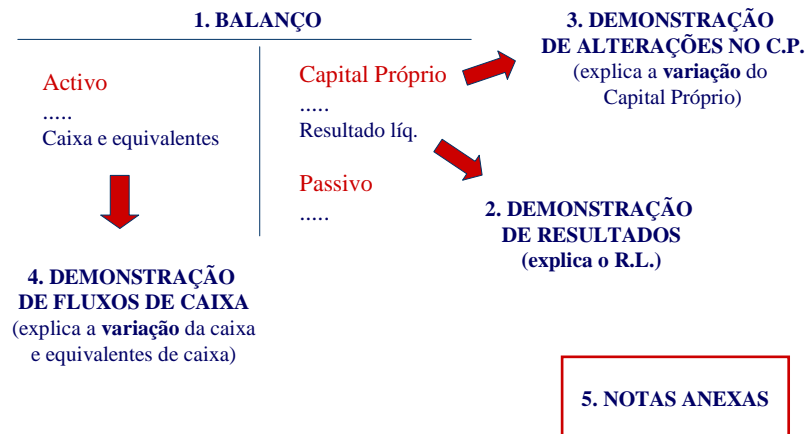 1. BALANÇO
Activo
.....
Caixa e equivalentes
Capital Próprio
.....
Resultado líq.
Passivo
.....
3. DEMONSTRAÇÃO
DE ALTERAÇÕES NO C.P.
(explica a variação do
Capital Próprio)
2. DEMONSTRAÇÃO
DE RESULTADOS
(explica o R.L.)
4. DEMONSTRAÇÃO
DE FLUXOS DE CAIXA
(explica a variação da caixa
e equivalentes de caixa)
5. NOTAS ANEXAS